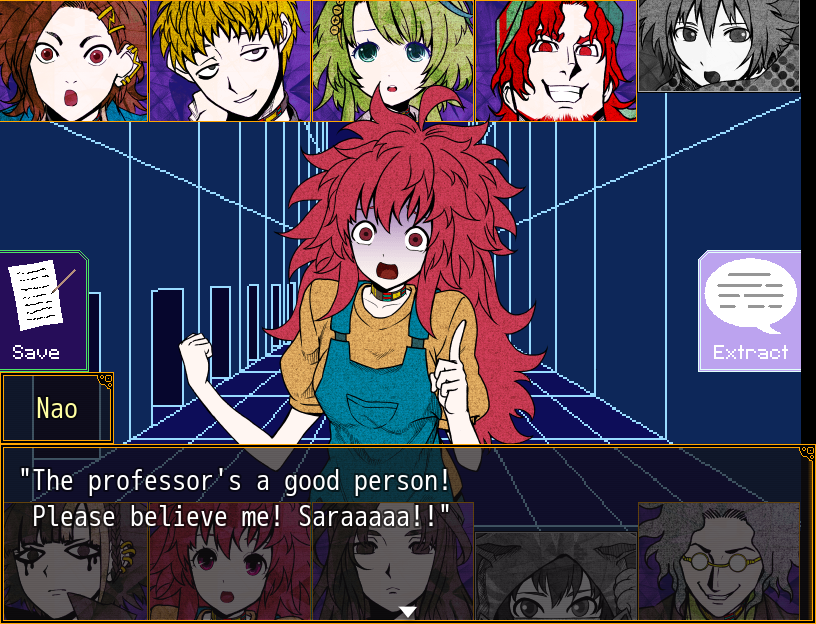 Save
Extract
Nao
"The professor's a good person!
Please believe me! Saraaaaa!!"